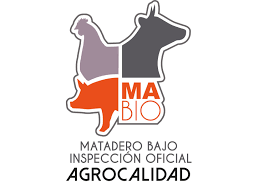 MA
BIO
MATADERO BAJO
INSPECCIÓN OFICIAL
AGROCALIDAD